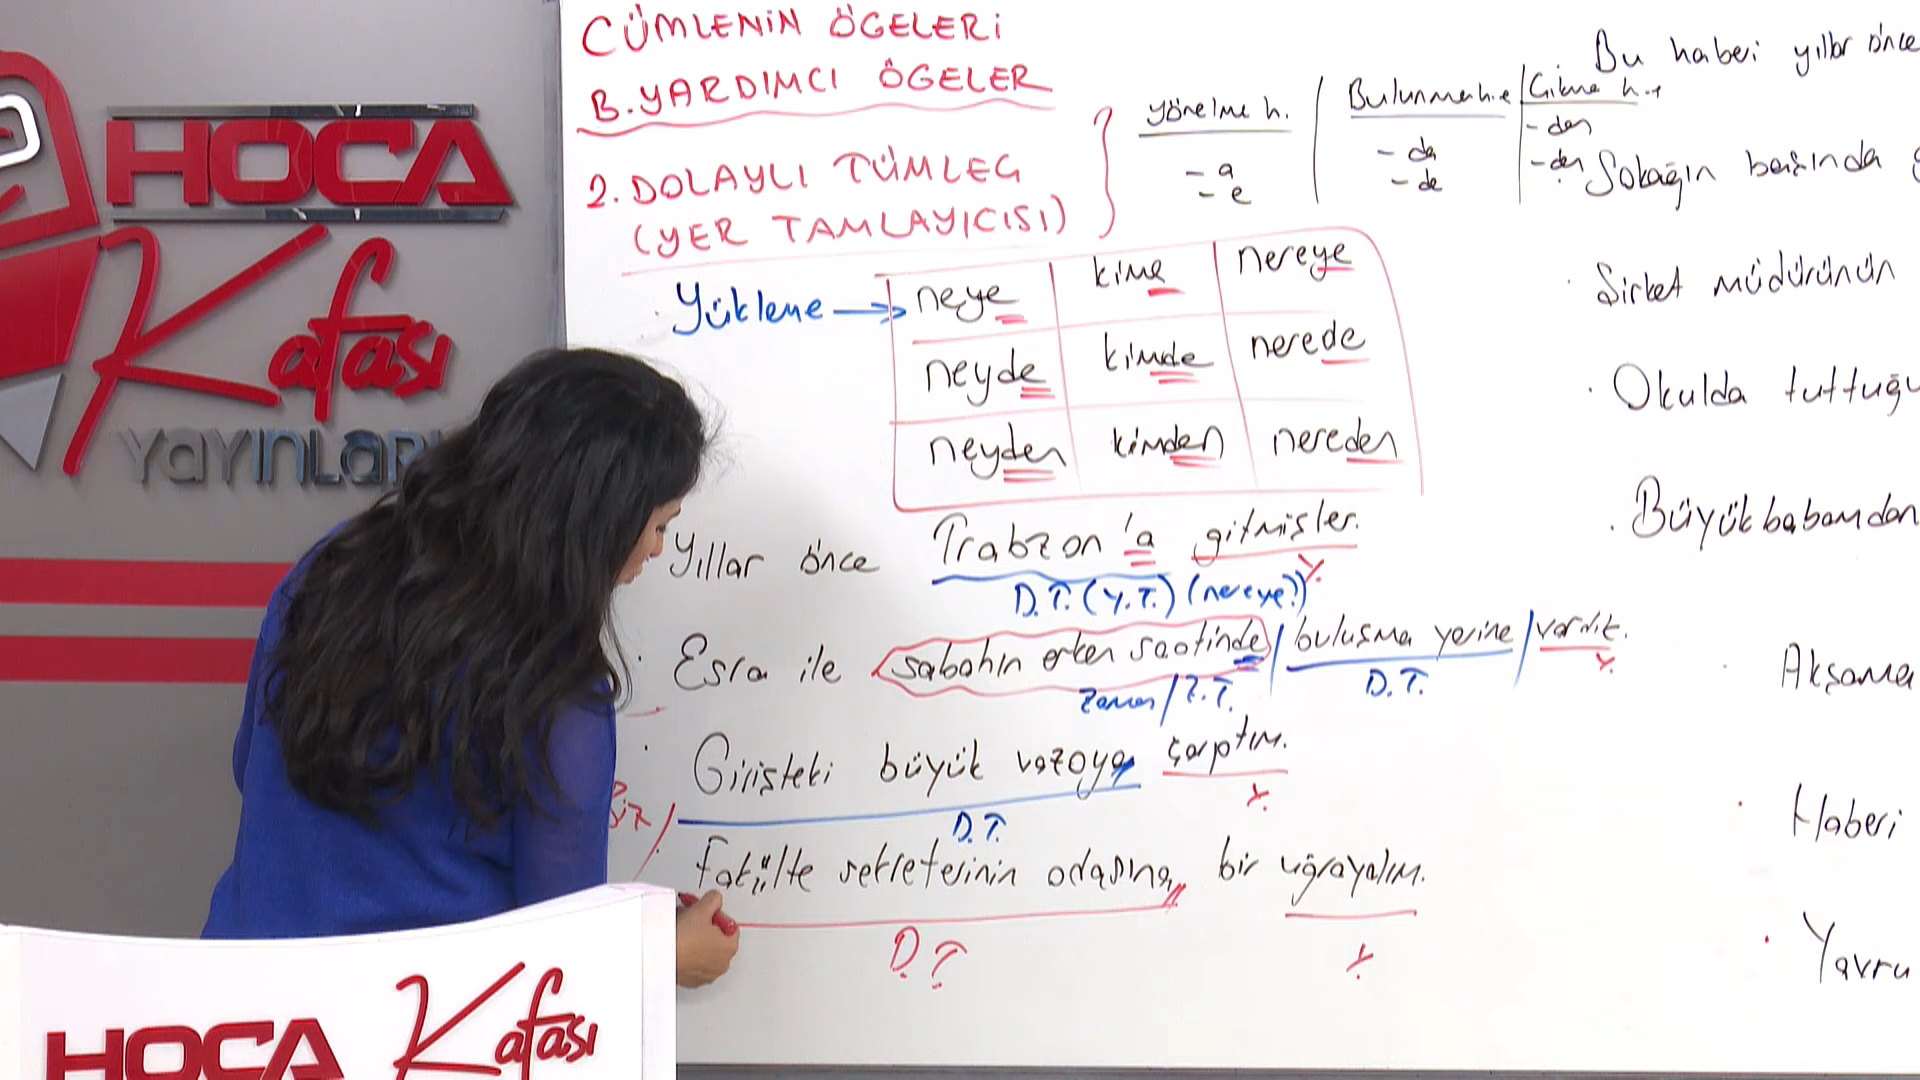 HOCA
Kafası
YAYINLARI
CÜMLENİN ÖGELERİ
B. YARDIMCI ÖGELER
2. DOLAYLI TÜMLEÇ
(YER TAMLAYICISI)
yönelme h.
- a
- e
Bulunma h.
- da
- de
Çıkma h.
- dan
- den
Yükleme → neye kime nereye
neyde kimde nerede
neyden kimden nereden
Yıllar önce Trabzon'a gitmişler.
D.T. (Y.T.) (nereye?) Y.
Esra ile sabahın erken saatinde / buluşma yerine / vardık.
zaman / Z.T. D.T. Y.
Girişteki büyük vazoya çarptım.
D.T. Y.
Fakülte sekreterinin odasına bir uğrayalım.
D.T. Y.
Bu haberi yıllar önce
Sokağın başında
Şirket müdürünün
Okulda tuttuğu
Büyükbabamdan
Akşama
Haberi
Yavru
HOCA
Kafası